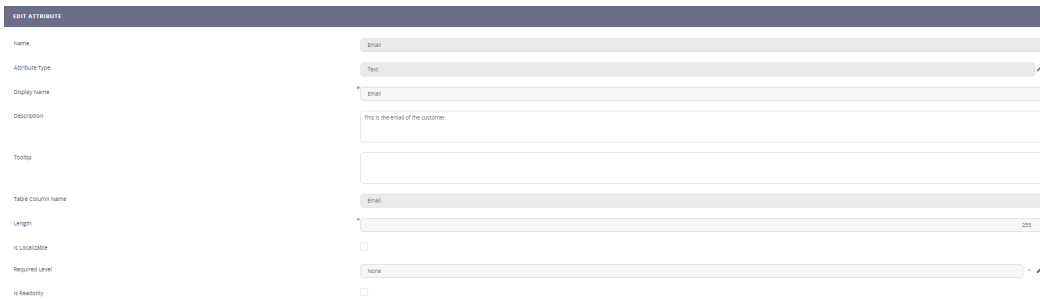 EDIT ATTRIBUTE
Name
Email
Attribute Type
Text
Display Name
* Email
Description
This is the email of the customer.
Tooltip
Table Column Name
Email
Length
* 255
Is Localizable
Required Level
None
Is Readonly